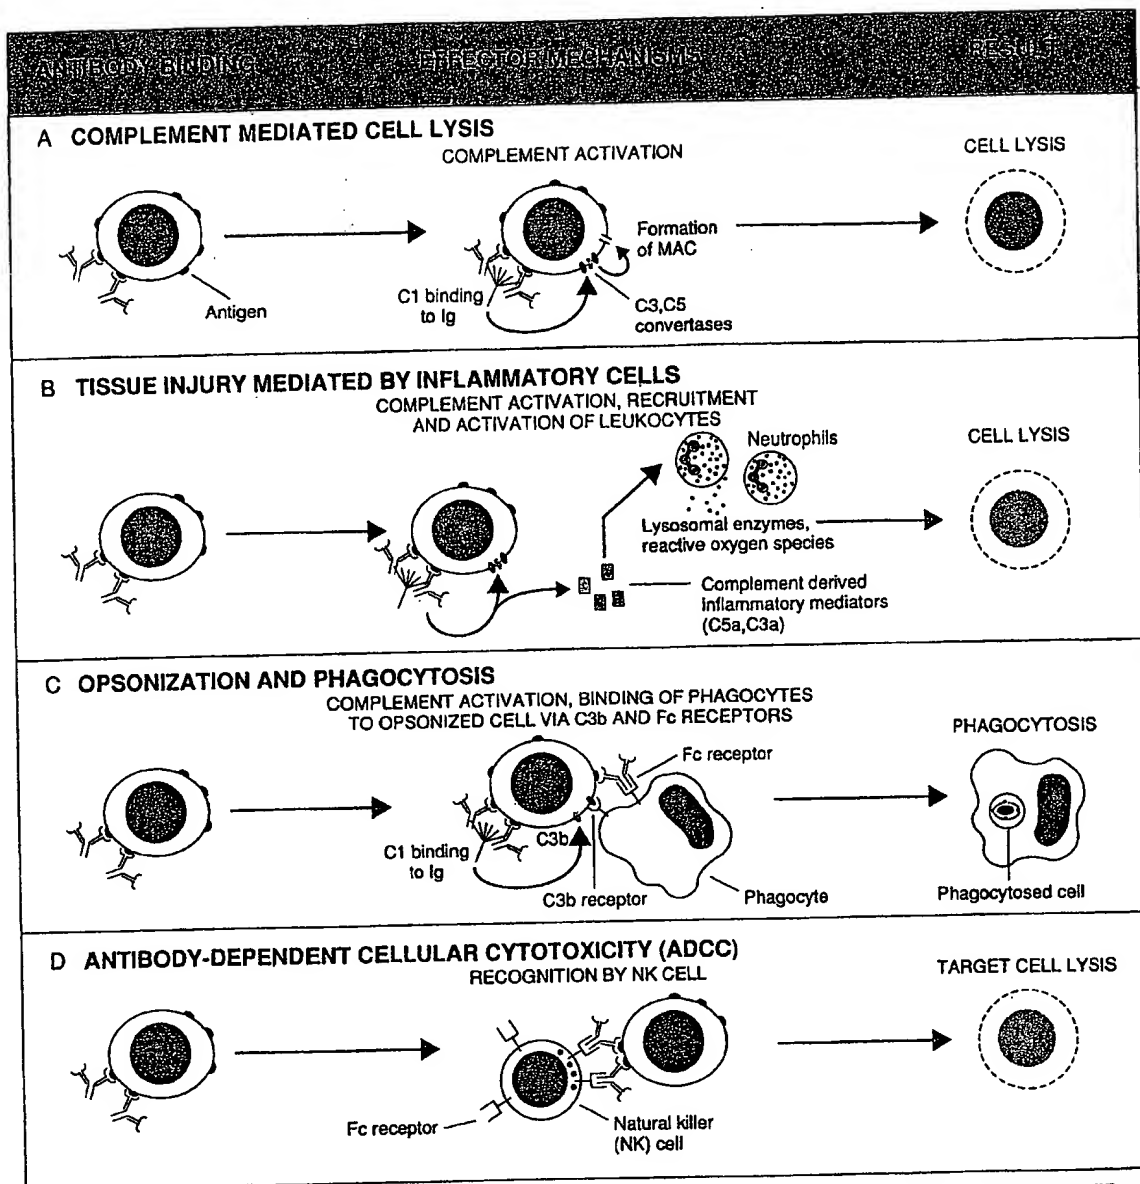 ANTIBODY BINDING EFFECTOR MECHANISMS RESULT
A COMPLEMENT MEDIATED CELL LYSIS
COMPLEMENT ACTIVATION
CELL LYSIS
Antigen
C1 binding
to Ig
Formation
of MAC
C3,C5
convertases
B TISSUE INJURY MEDIATED BY INFLAMMATORY CELLS
COMPLEMENT ACTIVATION, RECRUITMENT
AND ACTIVATION OF LEUKOCYTES
Neutrophils
CELL LYSIS
Lysosomal enzymes,
reactive oxygen species
Complement derived
inflammatory mediators
(C5a,C3a)
C OPSONIZATION AND PHAGOCYTOSIS
COMPLEMENT ACTIVATION, BINDING OF PHAGOCYTES
TO OPSONIZED CELL VIA C3b AND Fc RECEPTORS
PHAGOCYTOSIS
Fc receptor
C1 binding
to Ig
C3b
C3b receptor
Phagocyte
Phagocytosed cell
D ANTIBODY-DEPENDENT CELLULAR CYTOTOXICITY (ADCC)
RECOGNITION BY NK CELL
TARGET CELL LYSIS
Fc receptor
Natural killer
(NK) cell